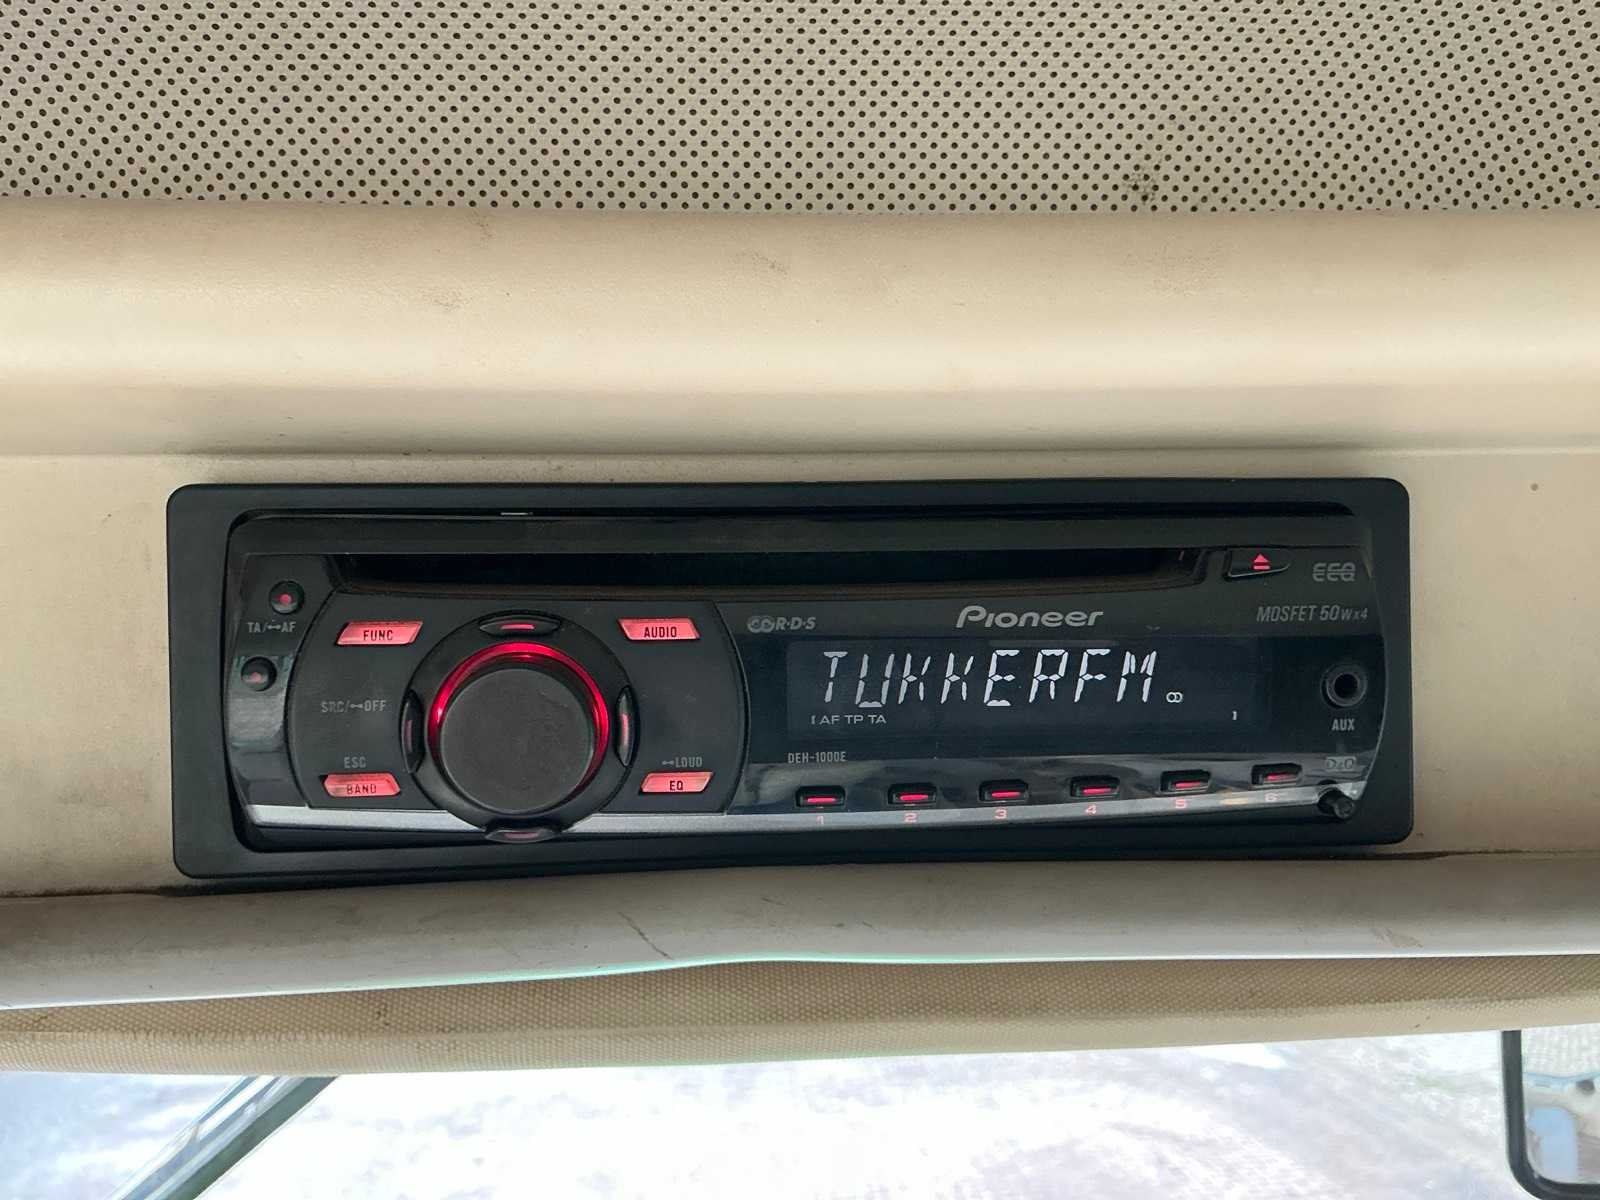 EEQ
RDS
Pioneer
MOSFET 50Wx4
TA/AF
FUNC
AUDIO
TUKKERFM
SRC/OFF
AF TP TA
1
AUX
DEH-1000E
ESC
LOUD
BAND
EQ
1 2 3 4 5 6